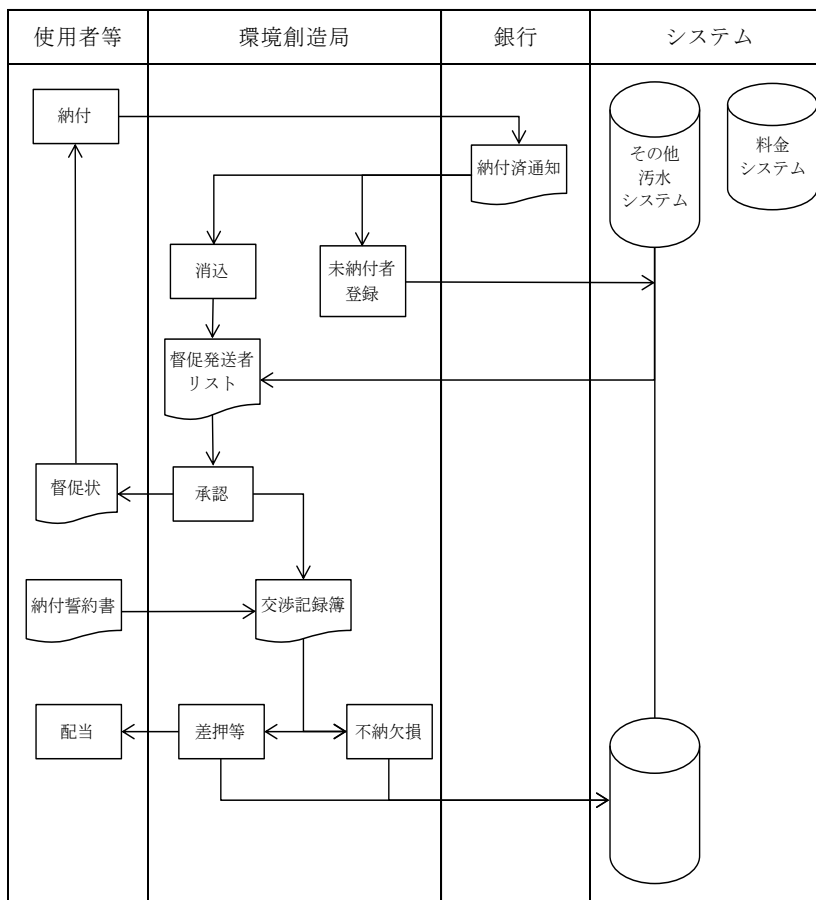 使用者等
環境創造局
銀行
システム
納付
納付済通知
その他
汚水
システム
料金
システム
消込
未納付者
登録
督促発送者
リスト
督促状
承認
納付誓約書
交渉記録簿
配当
差押等
不納欠損